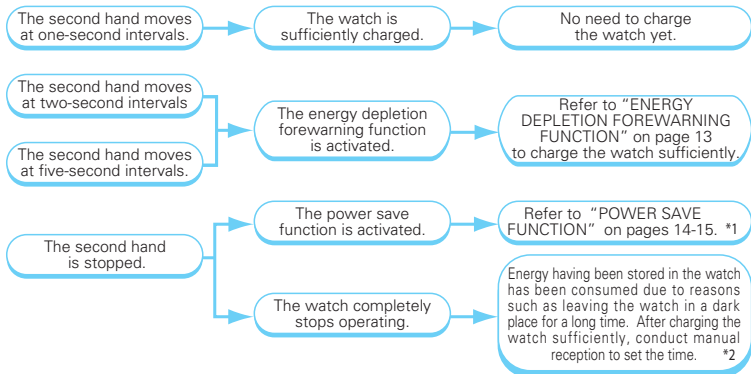 The second hand moves
at one-second intervals.
The watch is
sufficiently charged.
No need to charge
the watch yet.
The second hand moves
at two-second intervals
The second hand moves
at five-second intervals.
The energy depletion
forewarning function
is activated.
Refer to “ENERGY
DEPLETION FOREWARNING
FUNCTION” on page 13
to charge the watch sufficiently.
The second hand
is stopped.
The power save
function is activated.
Refer to “POWER SAVE
FUNCTION” on pages 14-15. *1
The watch completely
stops operating.
Energy having been stored in the watch
has been consumed due to reasons
such as leaving the watch in a dark
place for a long time. After charging the
watch sufficiently, conduct manual
reception to set the time. *2